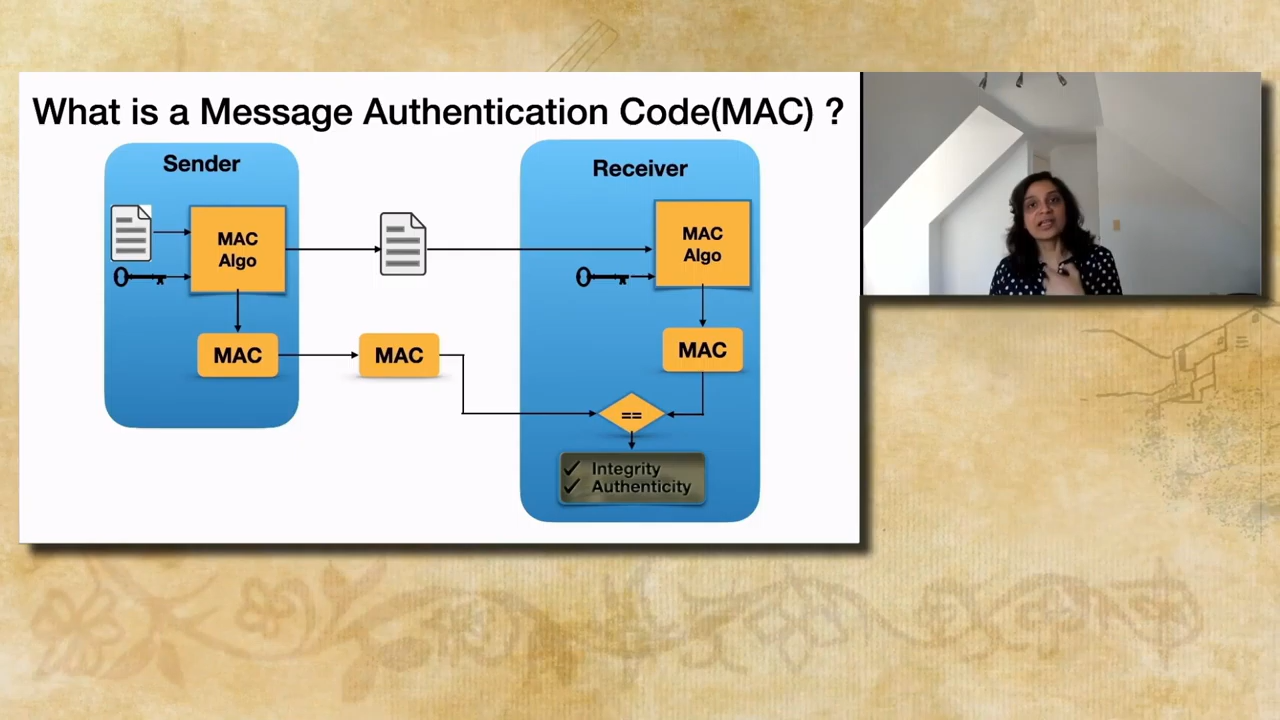 What is a Message Authentication Code(MAC) ?
Sender
Receiver
MAC
Algo
MAC
Algo
MAC
MAC
MAC
==
✓ Integrity
✓ Authenticity